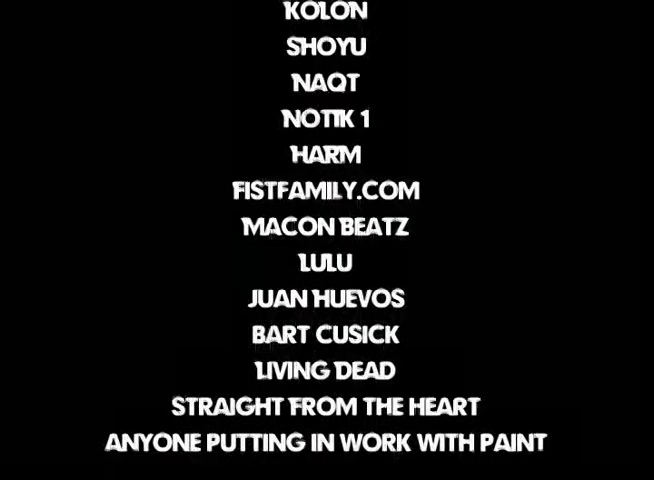 KOLON
SHOYU
NAQT
NOTIK 1
HARM
FISTFAMILY.COM
MACON BEATZ
LULU
JUAN HUEVOS
BART CUSICK
LIVING DEAD
STRAIGHT FROM THE HEART
ANYONE PUTTING IN WORK WITH PAINT